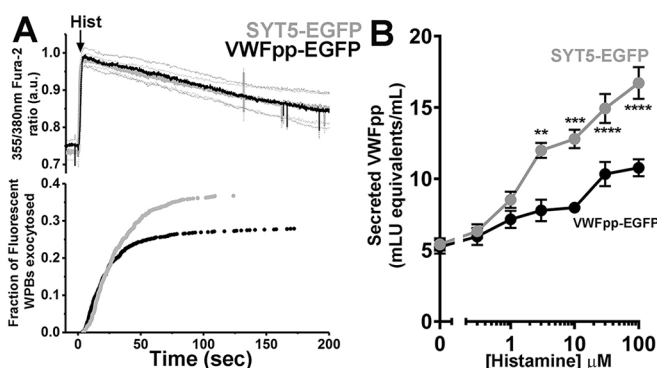 A
Hist
SYT5-EGFP
VWFpp-EGFP
355/380nm Fura-2
ratio (a.u.)
1.0
0.9
0.8
0.7
Fraction of Fluorescent
WPBs exocytosed
0.4
0.3
0.2
0.1
0.0
0 50 100 150 200
Time (sec)
B
SYT5-EGFP
Secreted VWFpp
(mLU equivalents/mL)
20
15
10
5
0
** *** **** ****
VWFpp-EGFP
0 1 10 100
[Histamine] µM